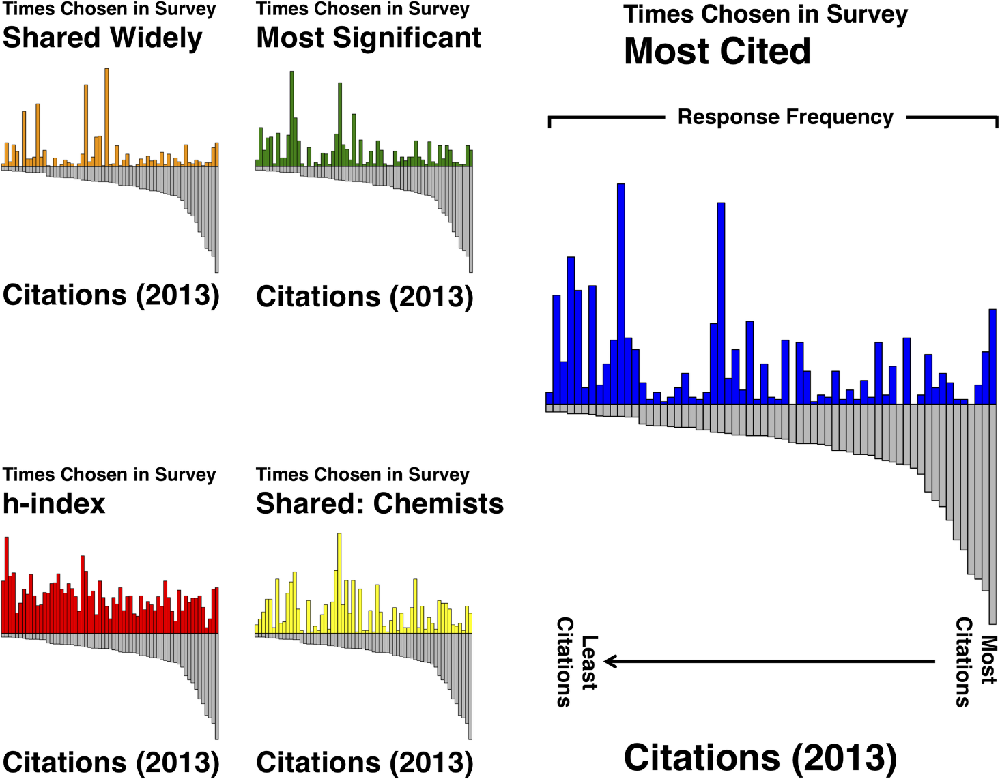 Times Chosen in Survey
Shared Widely
Citations (2013)
Times Chosen in Survey
Most Significant
Citations (2013)
Times Chosen in Survey
h-index
Citations (2013)
Times Chosen in Survey
Shared: Chemists
Citations (2013)
Times Chosen in Survey
Most Cited
Response Frequency
Least
Citations
Most
Citations
Citations (2013)